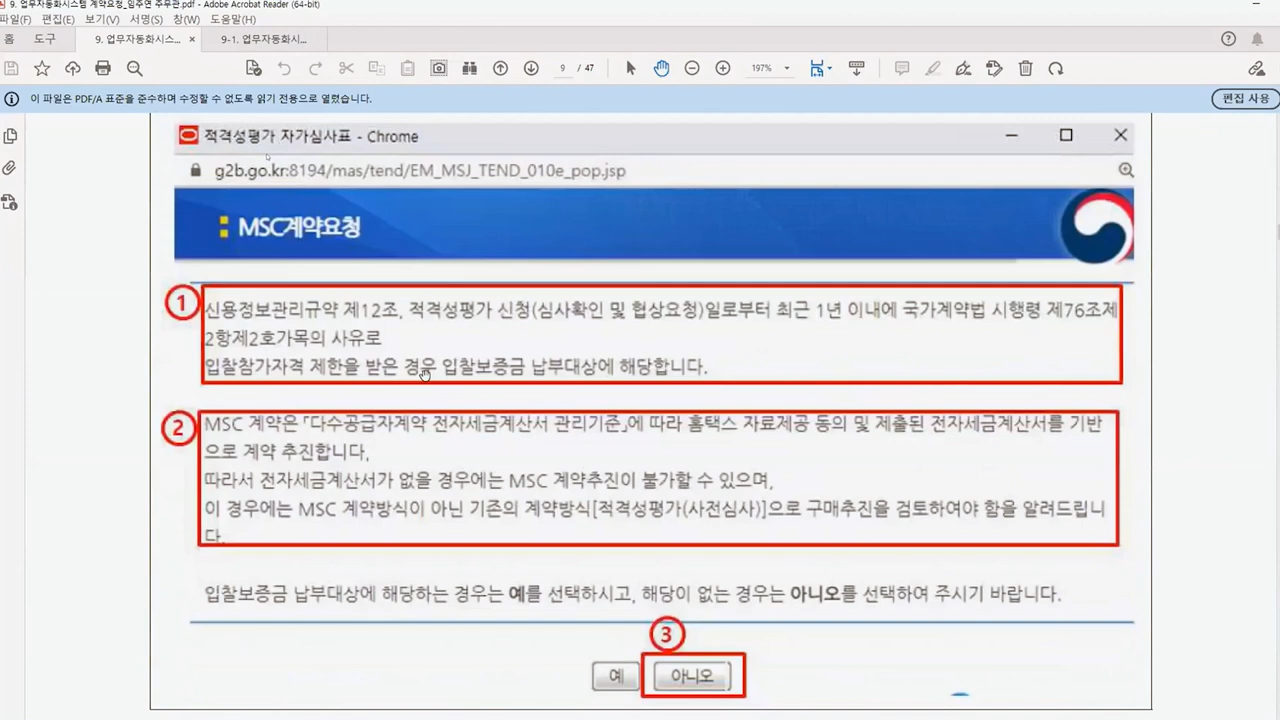 9. 업무자동화시스템 계약요청_임주연 주무관.pdf - Adobe Acrobat Reader (64-bit)
파일(F) 편집(E) 보기(V) 서명(S) 창(W) 도움말(H)
홈 도구 9. 업무자동화시스... × 9-1. 업무자동화시...
9 / 47 197%
이 파일은 PDF/A 표준을 준수하며 수정할 수 없도록 읽기 전용으로 열렸습니다. 편집 사용
적격성평가 자가심사표 - Chrome
g2b.go.kr:8194/mas/tend/EM_MSJ_TEND_010e_pop.jsp
MSC계약요청
① 신용정보관리규약 제12조, 적격성평가 신청(심사확인 및 협상요청)일로부터 최근 1년 이내에 국가계약법 시행령 제76조제
2항제2호가목의 사유로
입찰참가자격 제한을 받은 경우 입찰보증금 납부대상에 해당합니다.
② MSC 계약은 「다수공급자계약 전자세금계산서 관리기준」에 따라 홈택스 자료제공 동의 및 제출된 전자세금계산서를 기반
으로 계약 추진합니다,
따라서 전자세금계산서가 없을 경우에는 MSC 계약추진이 불가할 수 있으며,
이 경우에는 MSC 계약방식이 아닌 기존의 계약방식[적격성평가(사전심사)]으로 구매추진을 검토하여야 함을 알려드립니
다.
입찰보증금 납부대상에 해당하는 경우는 예를 선택하시고, 해당이 없는 경우는 아니오를 선택하여 주시기 바랍니다.
③
예 아니오